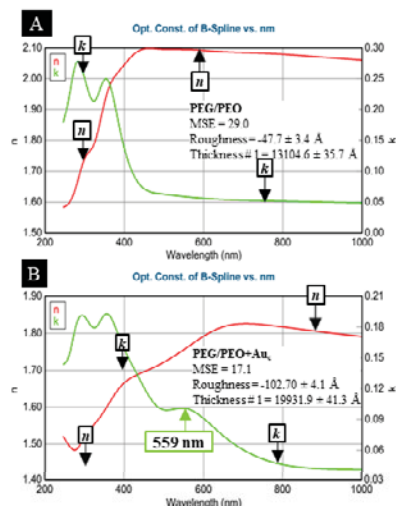 A
Opt. Const. of B-Spline vs. nm
2.10
2.00
1.90
1.80
1.70
1.60
1.50
n
0.30
0.25
0.20
0.15
0.10
0.05
0.00
k
n
k
k
n
n
k
PEG/PEO
MSE = 29.0
Roughness = -47.7 ± 3.4 Å
Thickness # 1 = 13104.6 ± 35.7 Å
200 400 600 800 1000
Wavelength (nm)
B
Opt. Const. of B-Spline vs. nm
1.90
1.80
1.70
1.60
1.50
1.40
n
0.21
0.18
0.15
0.12
0.09
0.06
0.03
k
n
k
n
k
n
k
PEG/PEO+Auₓ
MSE = 17.1
Roughness = -102.70 ± 4.1 Å
Thickness # 1 = 19931.9 ± 41.3 Å
559 nm
200 400 600 800 1000
Wavelength (nm)